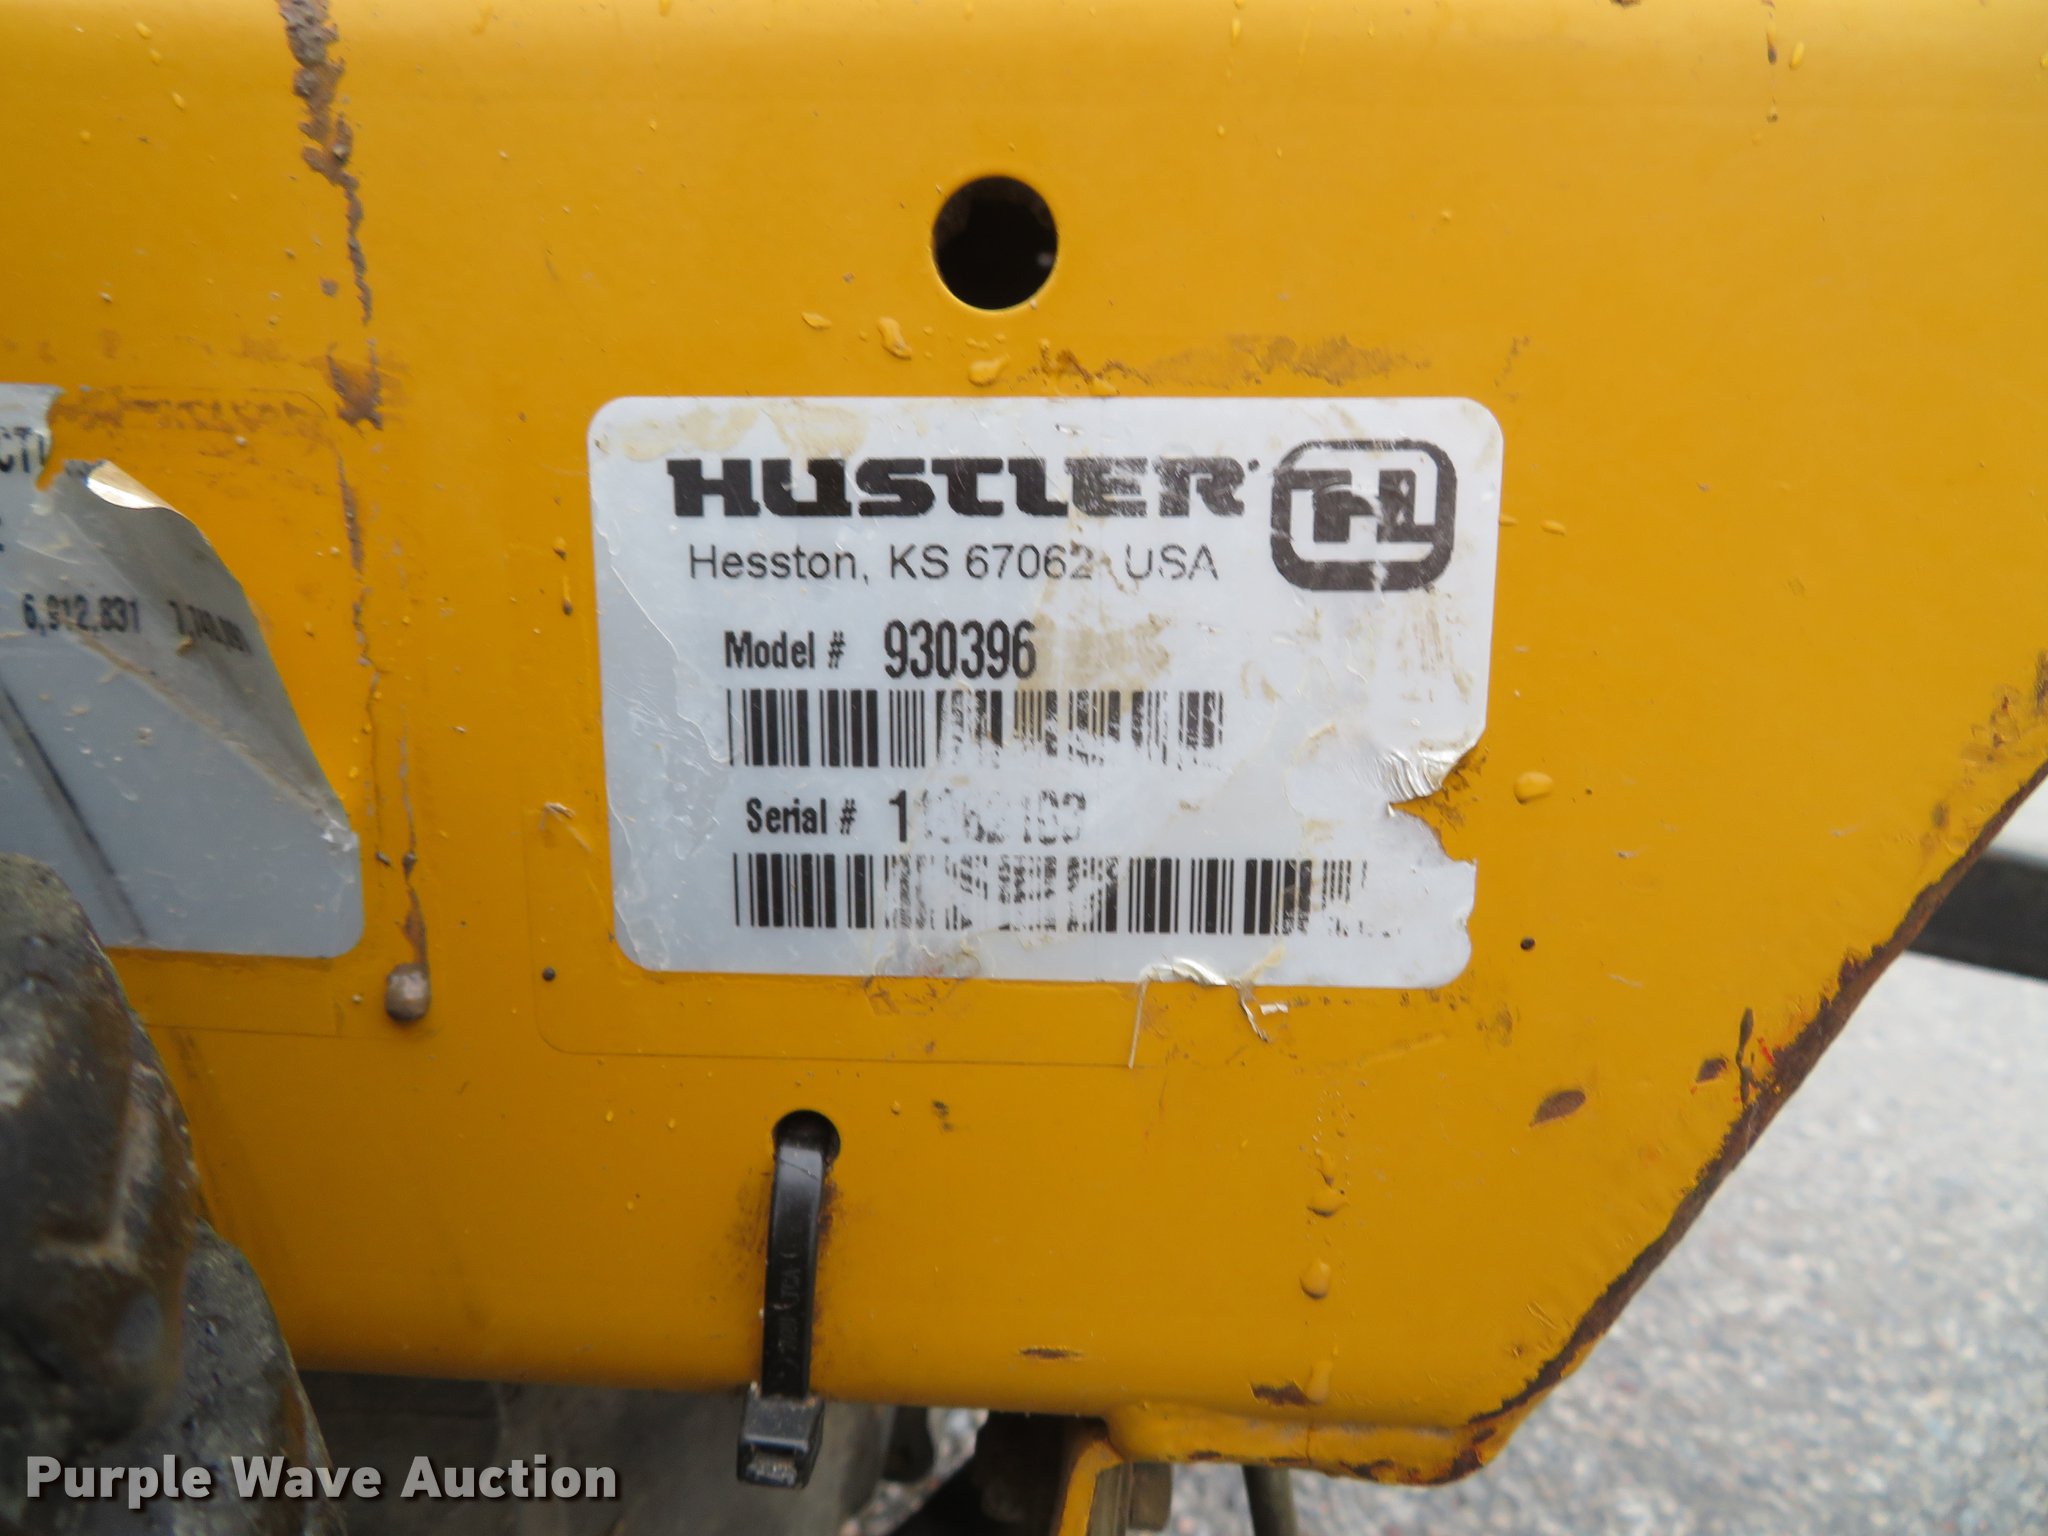 HUSTLER
Hesston, KS 67062 USA
Model # 930396
Serial #
6,912,831
Purple Wave Auction